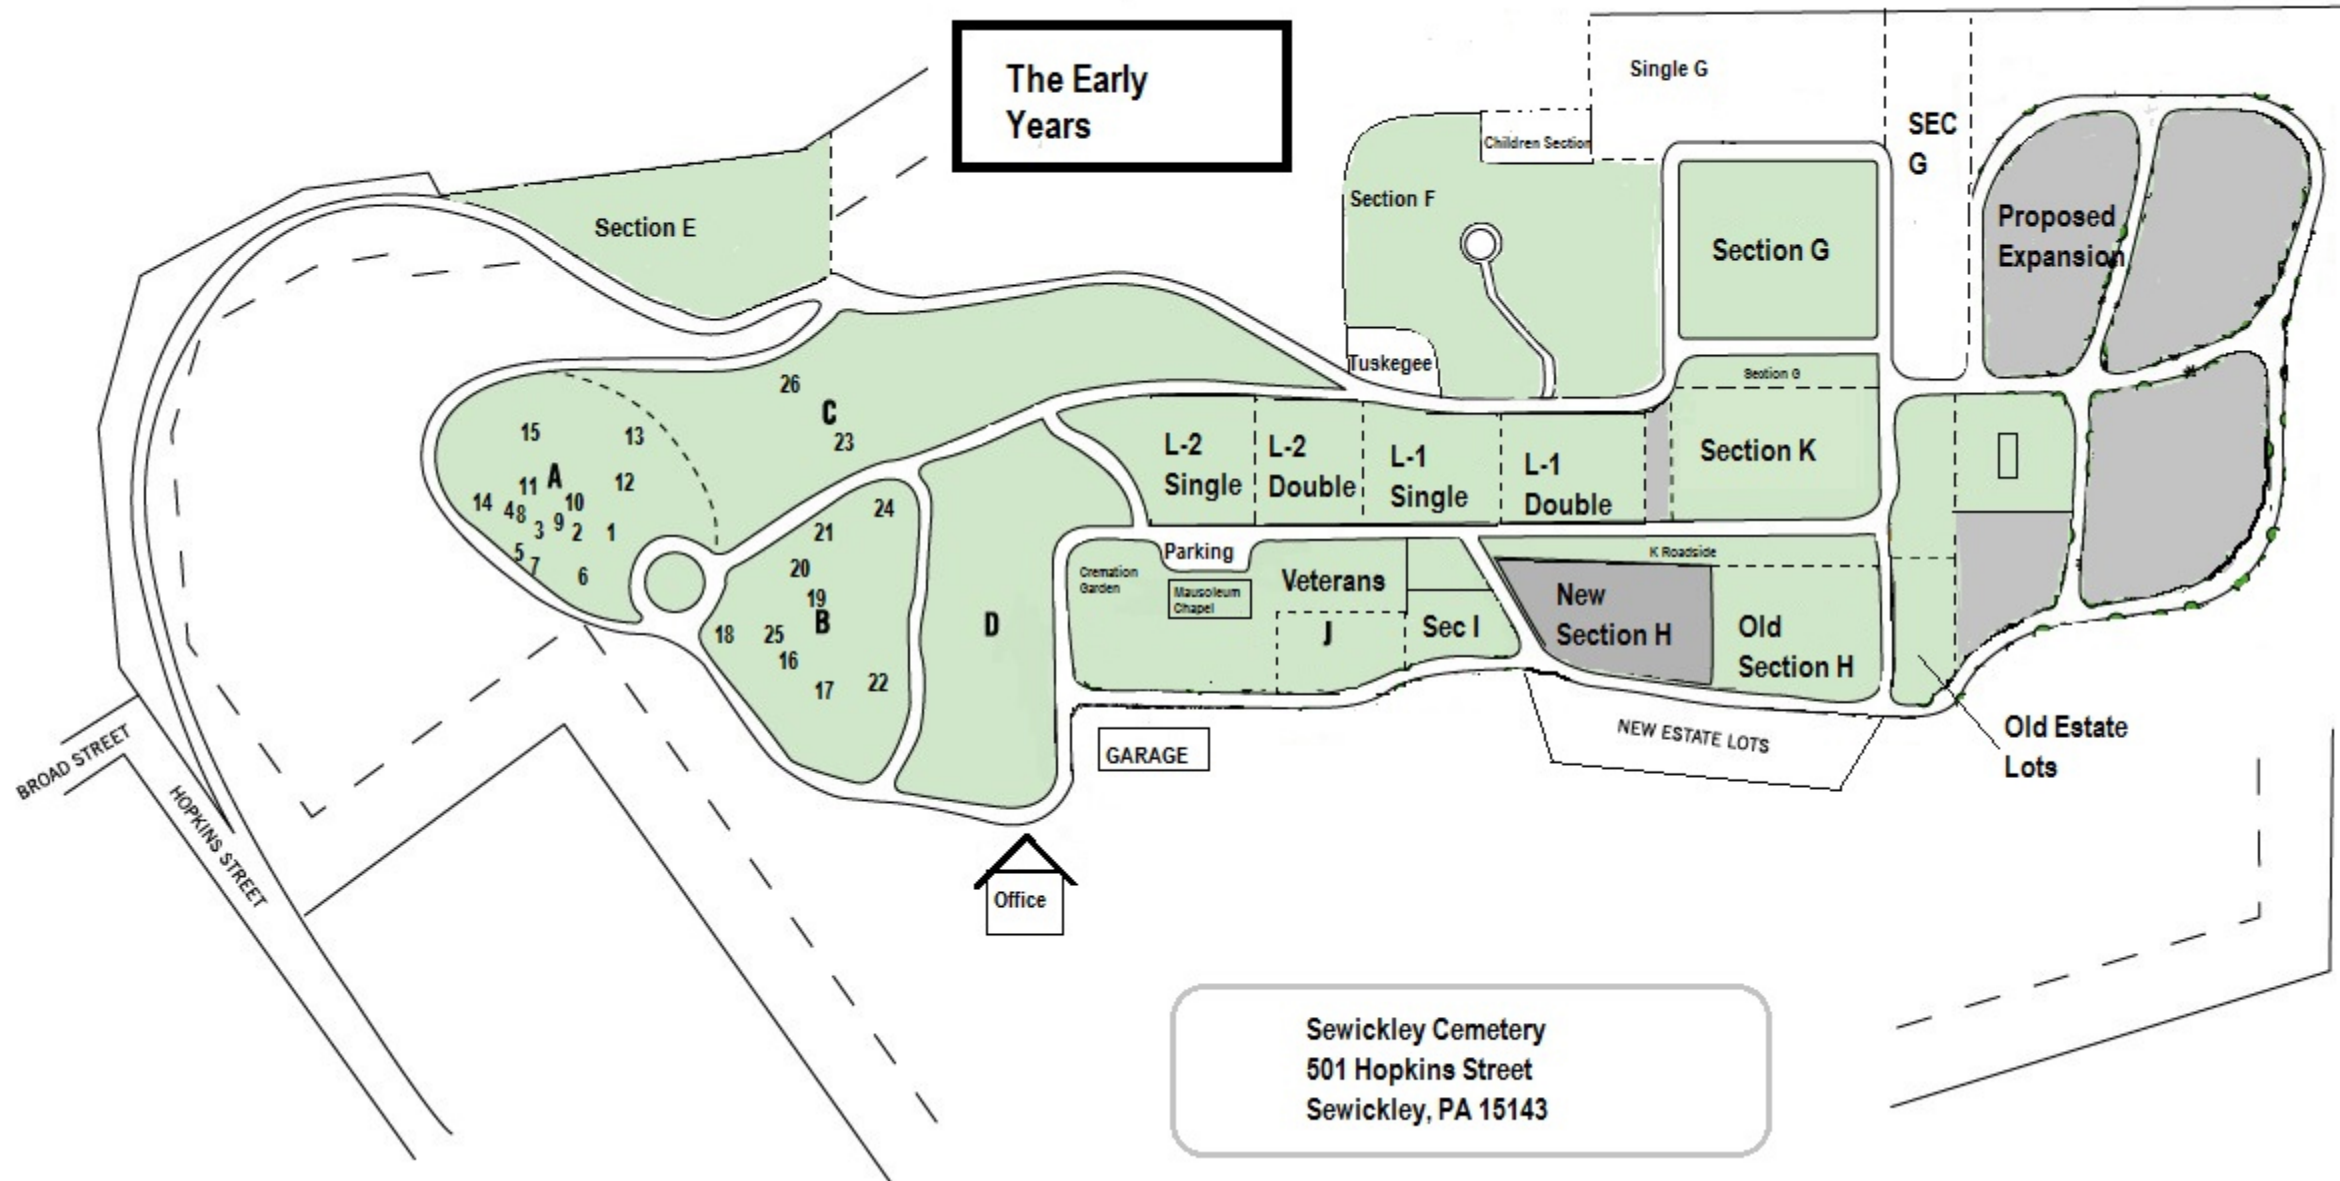 The Early
Years
Single G
SEC
G
Children Section
Section F
Section E
Section G
Proposed
Expansion
Tuskegee
Section G
26
C
23
15
13
A
11
12
14
48
10
3
9
2
1
5
7
6
L-2
Single
L-2
Double
L-1
Single
L-1
Double
Section K
24
21
20
19
B
18
25
16
17
22
D
Parking
Cremation
Garden
Mausoleum
Chapel
Veterans
J
Sec I
K Roadside
New
Section H
Old
Section H
NEW ESTATE LOTS
Old Estate
Lots
GARAGE
BROAD STREET
HOPKINS STREET
Office
Sewickley Cemetery
501 Hopkins Street
Sewickley, PA 15143